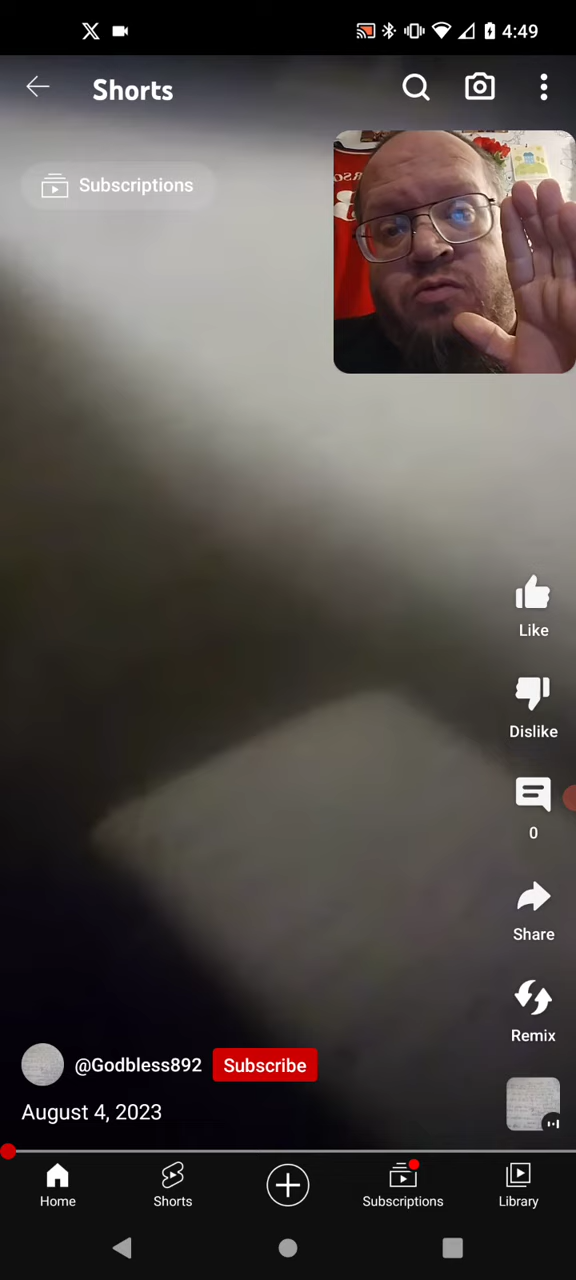 4:49
Shorts
Subscriptions
Like
Dislike
0
Share
Remix
@Godbless892 Subscribe
August 4, 2023
Home Shorts Subscriptions Library